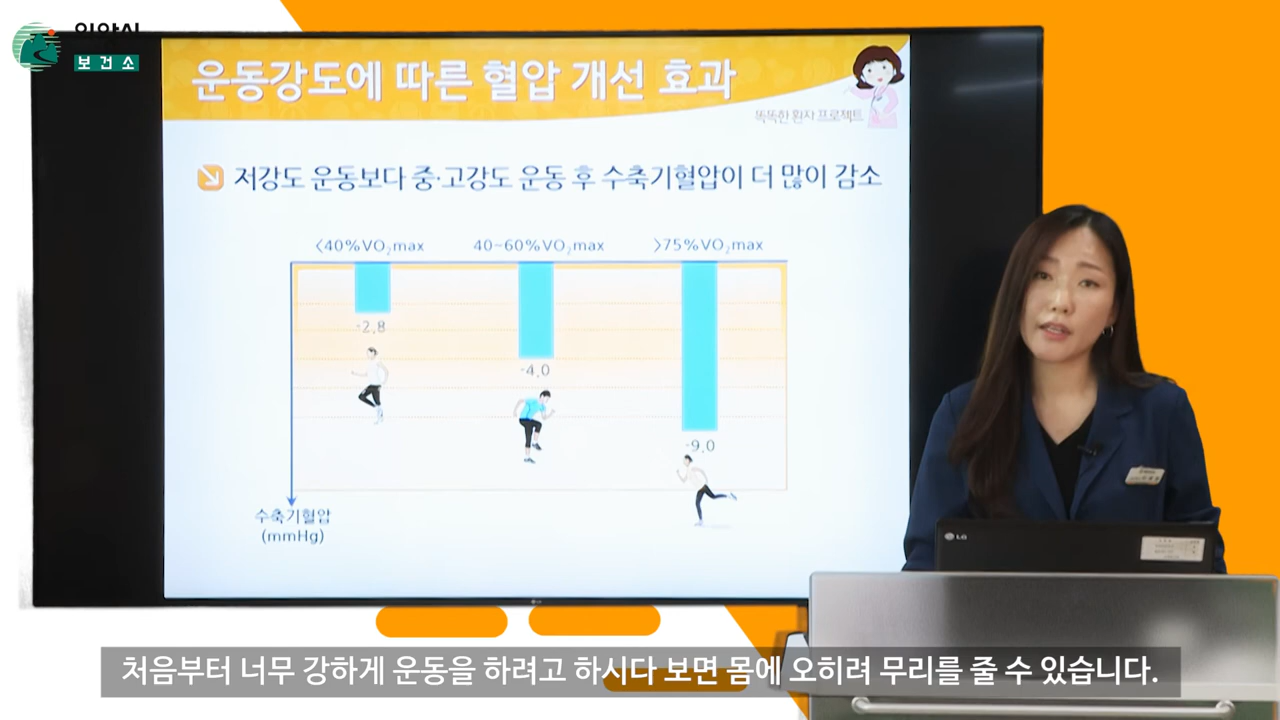 보건소
운동강도에 따른 혈압 개선 효과
똑똑한 환자 프로젝트
저강도 운동보다 중·고강도 운동 후 수축기혈압이 더 많이 감소
<40%VO₂max 40~60%VO₂max >75%VO₂max
-2.8
-4.0
-9.0
수축기혈압
(mmHg)
LG
처음부터 너무 강하게 운동을 하려고 하시다 보면 몸에 오히려 무리를 줄 수 있습니다.